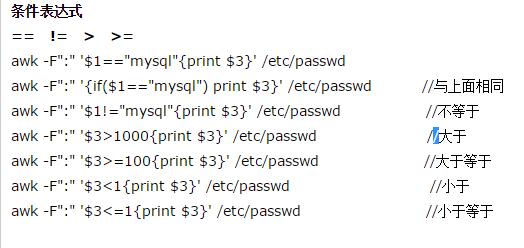 条件表达式
== != > >=
awk -F":" '$1=="mysql"{print $3}' /etc/passwd
awk -F":" '{if($1=="mysql") print $3}' /etc/passwd //与上面相同
awk -F":" '$1!="mysql"{print $3}' /etc/passwd //不等于
awk -F":" '$3>1000{print $3}' /etc/passwd //大于
awk -F":" '$3>=100{print $3}' /etc/passwd //大于等于
awk -F":" '$3<1{print $3}' /etc/passwd //小于
awk -F":" '$3<=1{print $3}' /etc/passwd //小于等于